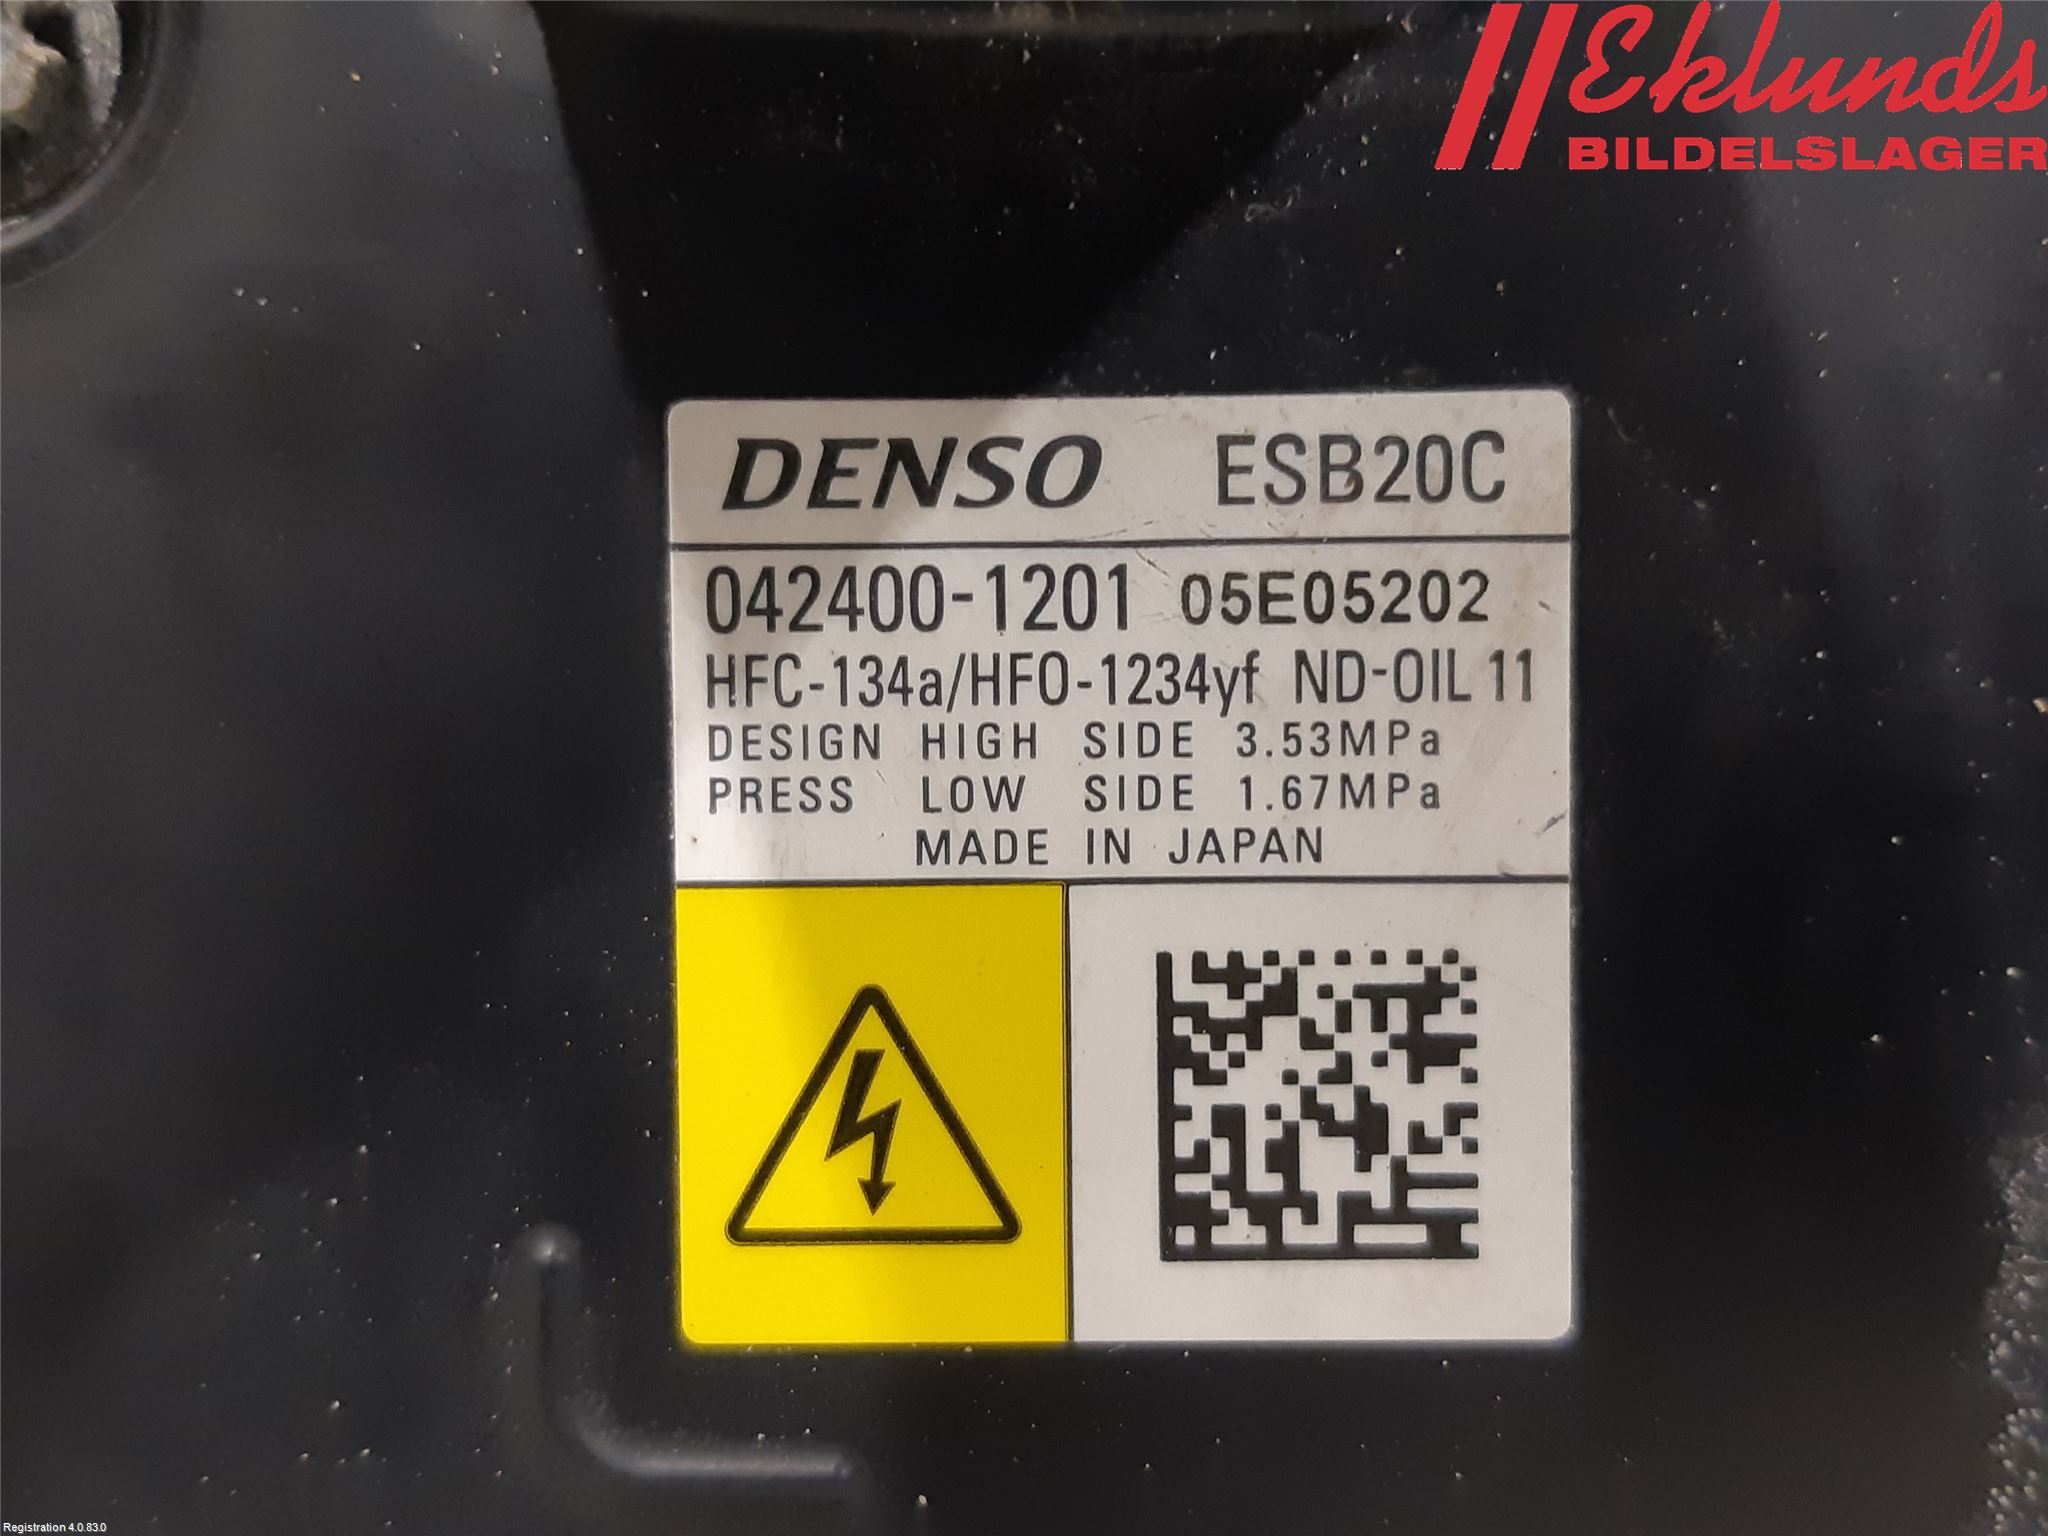 Eklunds
BILDELSLAGER
DENSO ESB20C
042400-1201 05E05202
HFC-134a/HFO-1234yf ND-OIL 11
DESIGN HIGH SIDE 3.53MPa
PRESS LOW SIDE 1.67MPa
MADE IN JAPAN
Registration 4.0.83.0